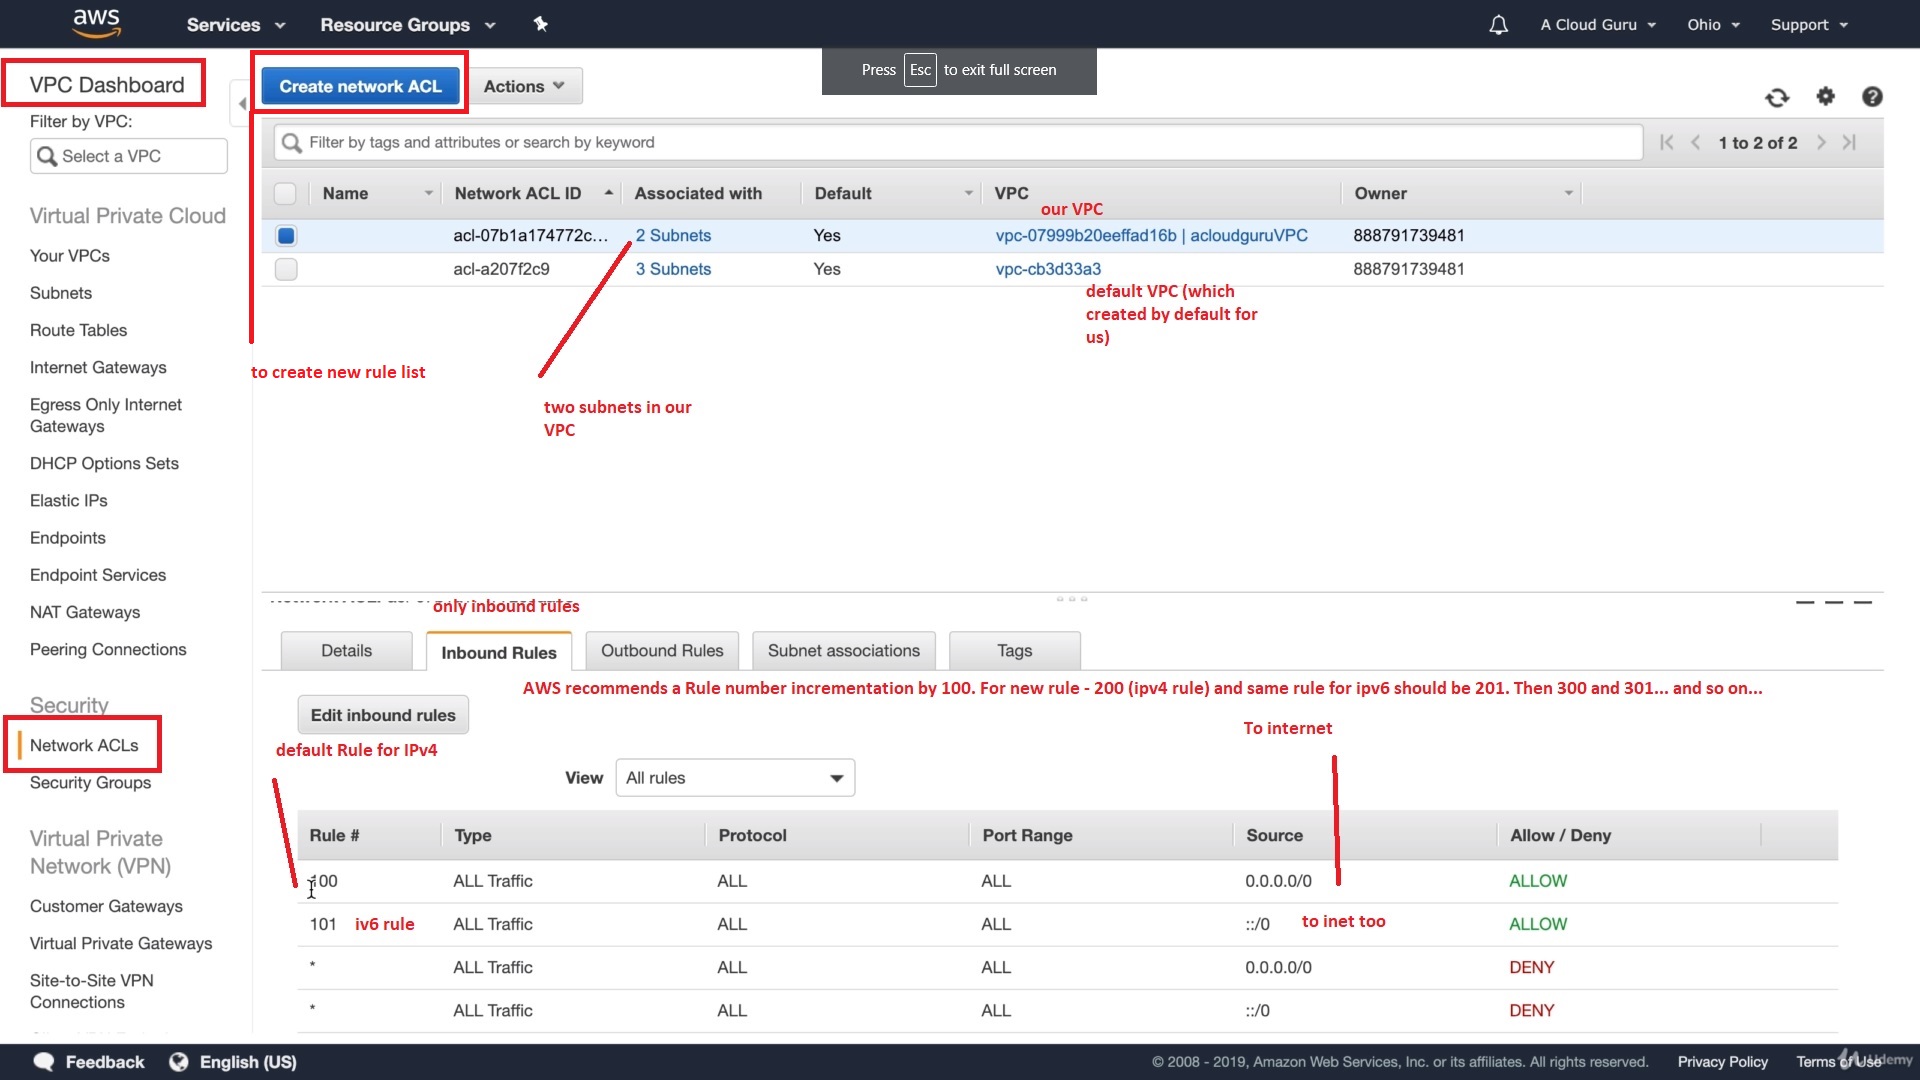 aws
Services
Resource Groups
A Cloud Guru
Ohio
Support
VPC Dashboard
Create network ACL
Actions
Press Esc to exit full screen
Filter by VPC:
Select a VPC
Filter by tags and attributes or search by keyword
1 to 2 of 2
Name Network ACL ID Associated with Default VPC Owner
our VPC
acl-07b1a174772c... 2 Subnets Yes vpc-07999b20eeffad16b | acloudguruVPC 888791739481
acl-a207f2c9 3 Subnets Yes vpc-cb3d33a3 888791739481
default VPC (which
created by default for
us)
to create new rule list
two subnets in our
VPC
Virtual Private Cloud
Your VPCs
Subnets
Route Tables
Internet Gateways
Egress Only Internet
Gateways
DHCP Options Sets
Elastic IPs
Endpoints
Endpoint Services
NAT Gateways
Peering Connections
Security
Network ACLs
Security Groups
Virtual Private
Network (VPN)
Customer Gateways
Virtual Private Gateways
Site-to-Site VPN
Connections
only inbound rules
Details
Inbound Rules
Outbound Rules
Subnet associations
Tags
AWS recommends a Rule number incrementation by 100. For new rule - 200 (ipv4 rule) and same rule for ipv6 should be 201. Then 300 and 301... and so on...
Edit inbound rules
To internet
default Rule for IPv4
View All rules
Rule # Type Protocol Port Range Source Allow / Deny
100 ALL Traffic ALL ALL 0.0.0.0/0 ALLOW
101 iv6 rule ALL Traffic ALL ALL ::/0 to inet too ALLOW
* ALL Traffic ALL ALL 0.0.0.0/0 DENY
* ALL Traffic ALL ALL ::/0 DENY
Feedback
English (US)
© 2008 - 2019, Amazon Web Services, Inc. or its affiliates. All rights reserved.
Privacy Policy
Terms of Use
Udemy